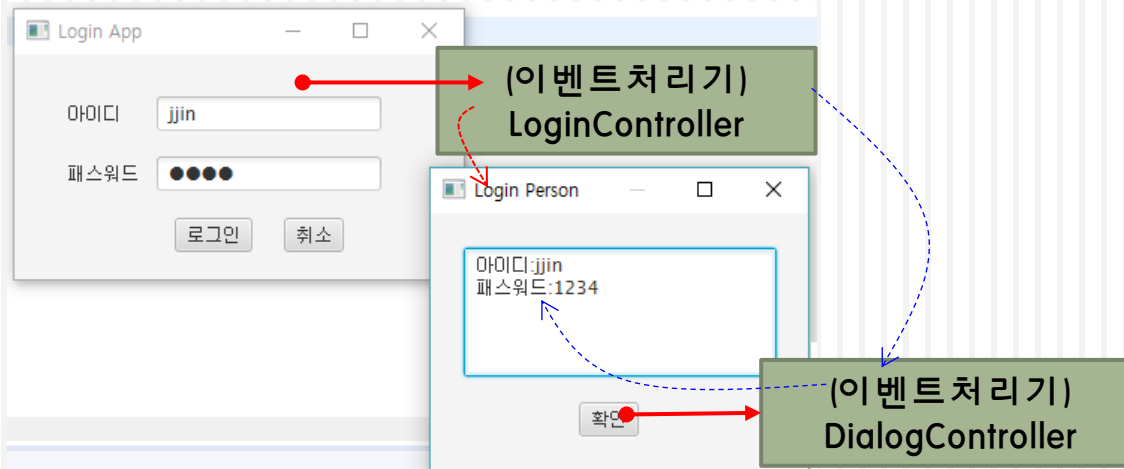 Login App
아이디 jjin
패스워드 ●●●●
로그인 취소
(이벤트처리기)
LoginController
Login Person
아이디:jjin
패스워드:1234
확인
(이벤트처리기)
DialogController